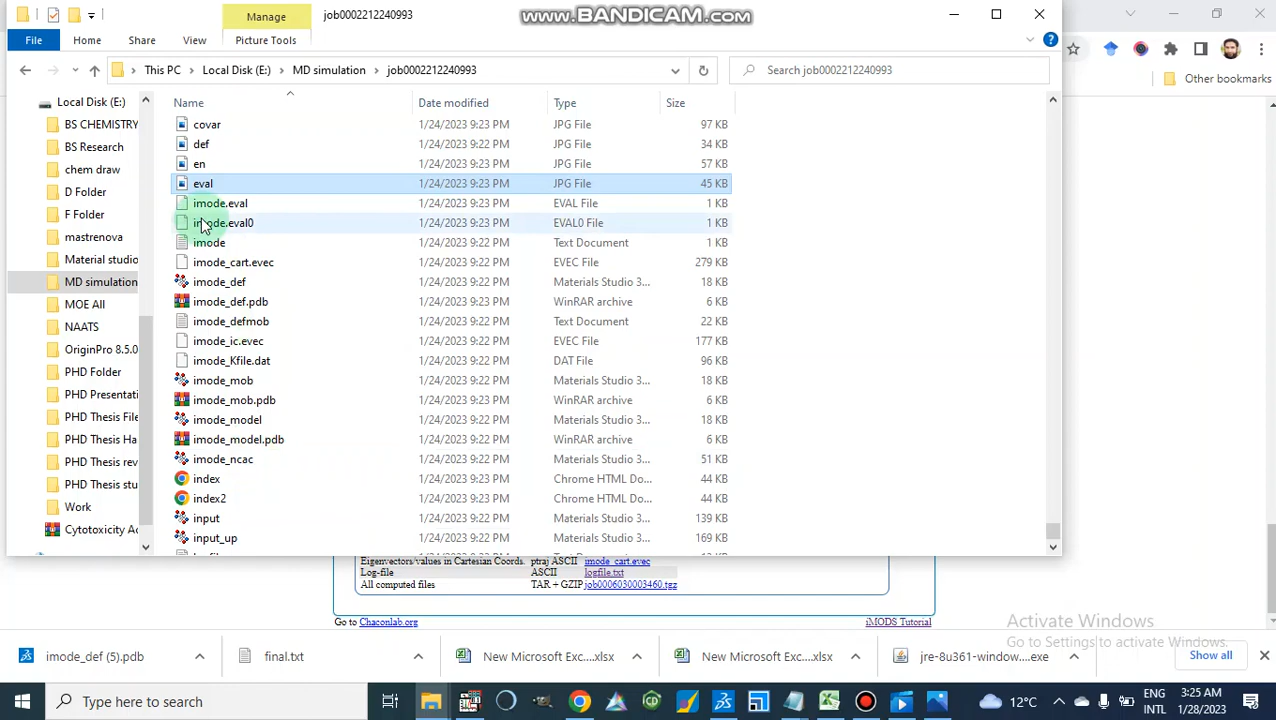 Manage
job0002212240993
www.BANDICAM.com
File
Home
Share
View
Picture Tools
This PC
Local Disk (E:)
MD simulation
job0002212240993
Search job0002212240993
Other bookmarks
Local Disk (E:)
BS CHEMISTRY
BS Research
chem draw
D Folder
F Folder
mastrenova
Material studio
MD simulation
MOE All
NAATS
OriginPro 8.5.0
PHD Folder
PHD Presentati
PHD Thesis File
PHD Thesis Ha
PHD Thesis rev
PHD Thesis stu
Work
Cytotoxicity Ac
Name Date modified Type Size
covar 1/24/2023 9:23 PM JPG File 97 KB
def 1/24/2023 9:23 PM JPG File 34 KB
en 1/24/2023 9:23 PM JPG File 57 KB
eval 1/24/2023 9:23 PM JPG File 45 KB
imode.eval 1/24/2023 9:23 PM EVAL File 1 KB
imode.eval0 1/24/2023 9:23 PM EVAL0 File 1 KB
imode 1/24/2023 9:22 PM Text Document 1 KB
imode_cart.evec 1/24/2023 9:22 PM EVEC File 279 KB
imode_def 1/24/2023 9:22 PM Materials Studio 3... 18 KB
imode_def.pdb 1/24/2023 9:23 PM WinRAR archive 6 KB
imode_defmob 1/24/2023 9:22 PM Text Document 22 KB
imode_ic.evec 1/24/2023 9:22 PM EVEC File 177 KB
imode_Kfile.dat 1/24/2023 9:22 PM DAT File 96 KB
imode_mob 1/24/2023 9:22 PM Materials Studio 3... 18 KB
imode_mob.pdb 1/24/2023 9:22 PM WinRAR archive 6 KB
imode_model 1/24/2023 9:22 PM Materials Studio 3... 18 KB
imode_model.pdb 1/24/2023 9:22 PM WinRAR archive 6 KB
imode_ncac 1/24/2023 9:22 PM Materials Studio 3... 51 KB
index 1/24/2023 9:23 PM Chrome HTML Do... 44 KB
index2 1/24/2023 9:23 PM Chrome HTML Do... 44 KB
input 1/24/2023 9:22 PM Materials Studio 3... 139 KB
input_up 1/24/2023 9:22 PM Materials Studio 3... 169 KB
Eigenvectors/values in Cartesian Coords. ptraj ASCII imode_cart.evec
Log-file ASCII logfile.txt
All computed files TAR + GZIP job0006030003460.tgz
Go to Chaconlab.org
iMODS Tutorial
Activate Windows
Go to Settings to activate Windows.
imode_def (5).pdb
final.txt
New Microsoft Exc....xlsx
New Microsoft Exc....xlsx
jre-8u361-window....exe
Show all
Type here to search
12°C
ENG
INTL
3:25 AM
1/28/2023